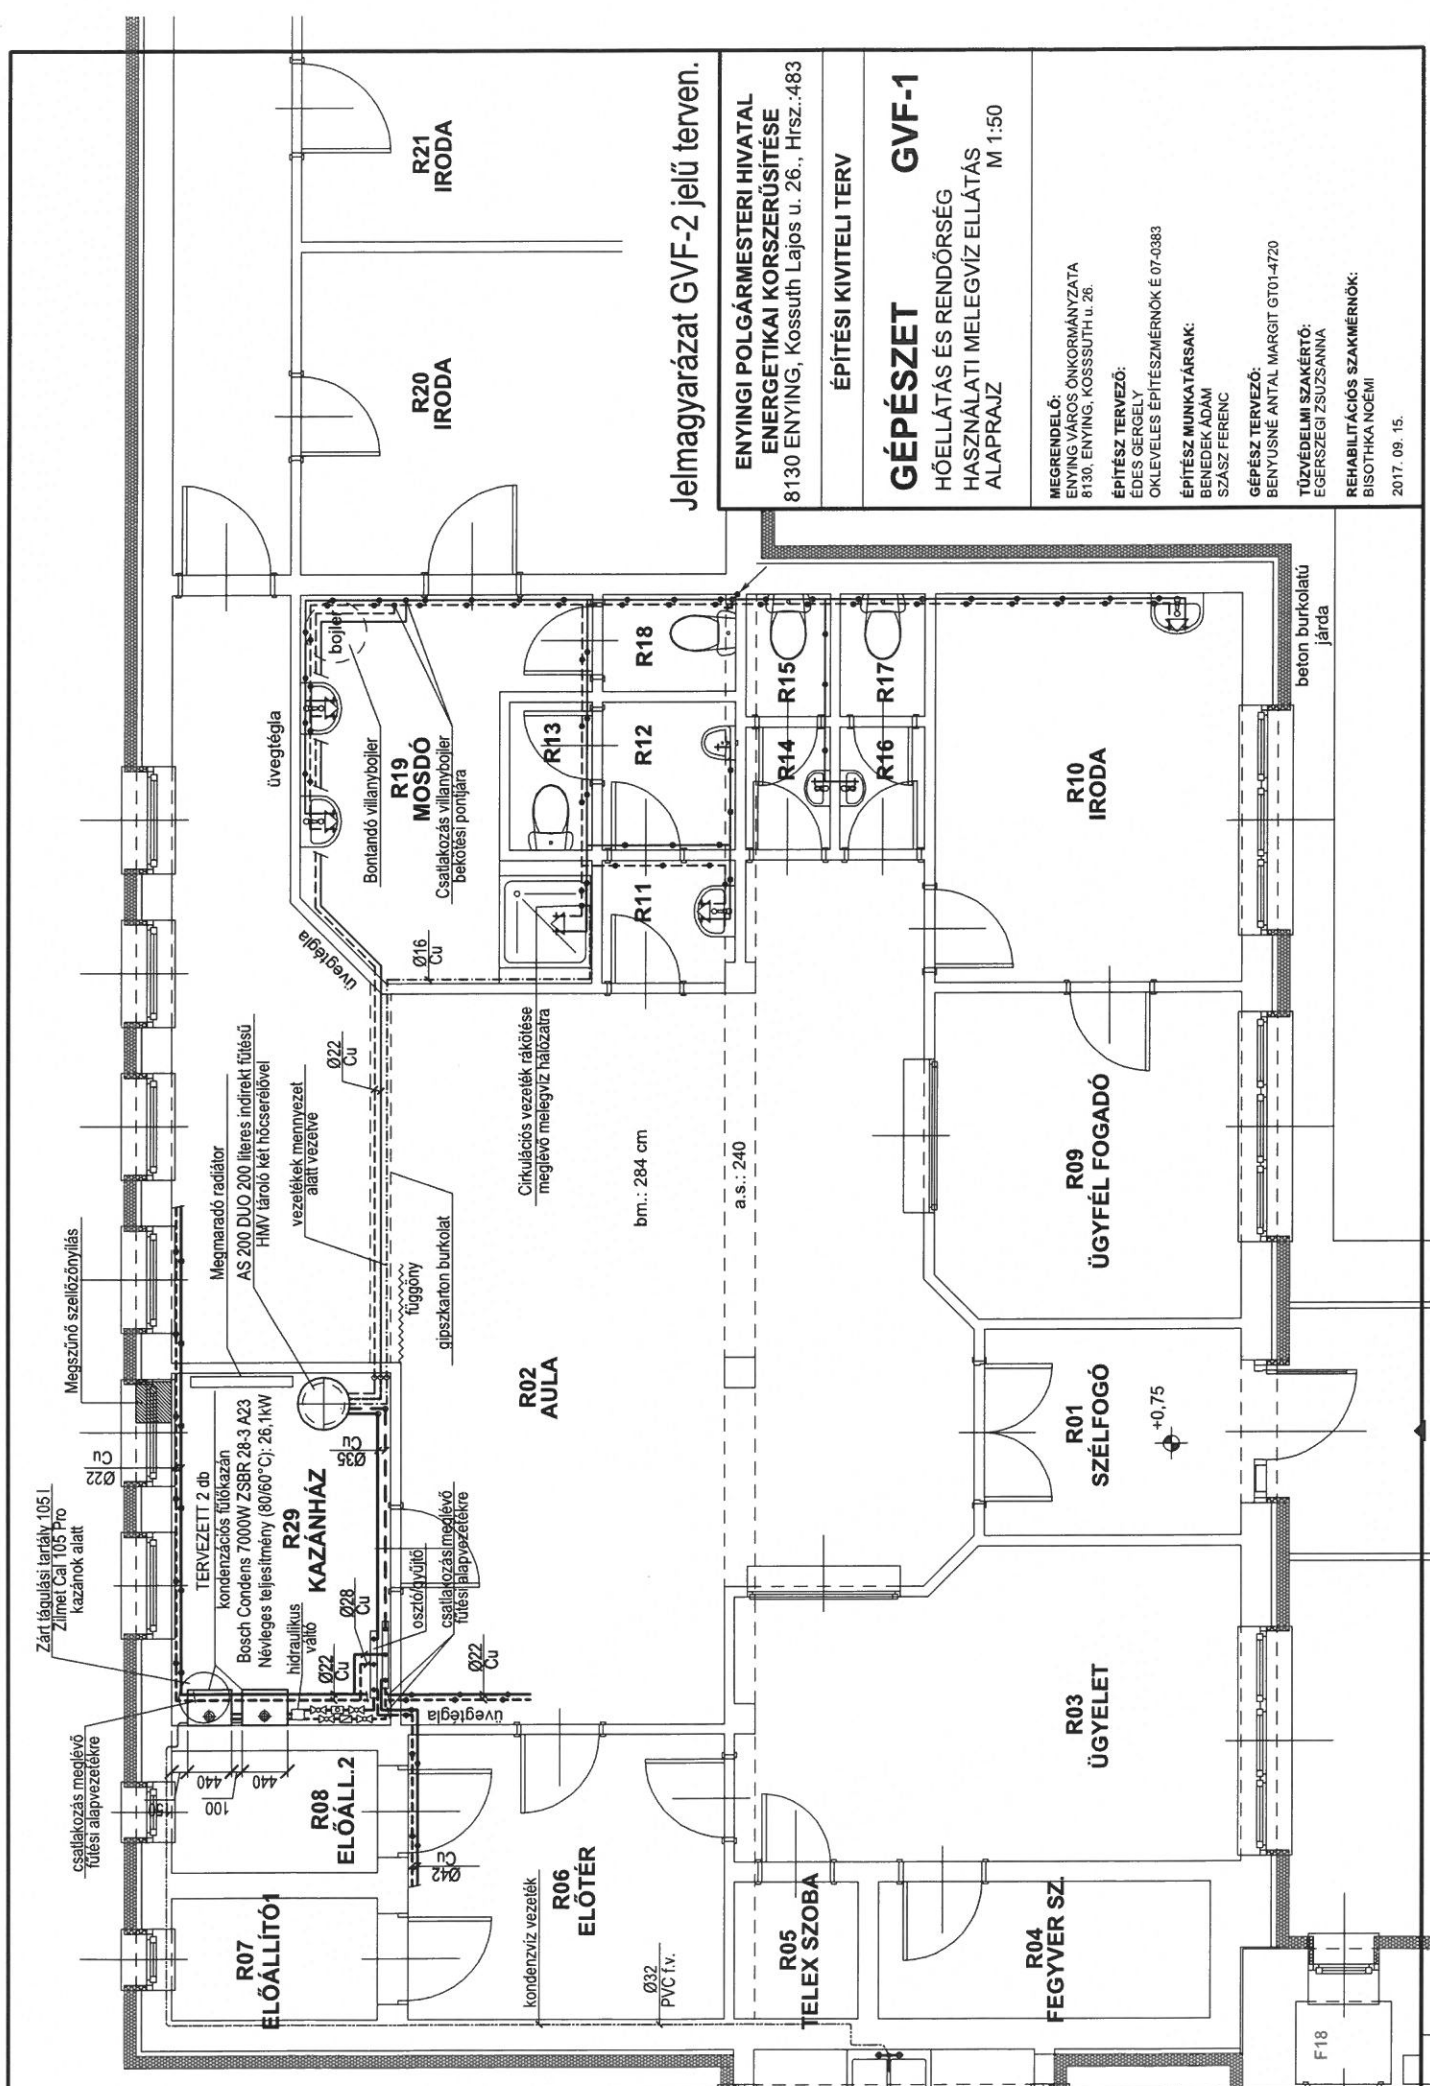 Zárt tágulási tartály 105 l
Zilmet Cal 105 Pro
kazánok alatt
Megszűnő szellőzőnyílás
csatlakozás meglévő
fűtési alapvezetékre
Ø22
Cu
TERVEZETT 2 db
kondenzációs fűtőkazán
Bosch Condens 7000W ZSBR 28-3 A23
Névleges teljesítmény (80/60°C): 26,1kW
R29
KAZÁNHÁZ
hidraulikus
váltó
Ø22
Cu
Ø28
Cu
Ø35
Cu
osztó/gyűjtő
csatlakozás meglévő
fűtési alapvezetékre
Ø22
Cu
Megmaradó radiátor
AS 200 DUO 200 literes indirekt fűtésű
HMV tároló két hőcserélővel
vezetékek mennyezet
alatt vezetve
Ø22
Cu
függöny
gipszkarton burkolat
üvegtégla
üvegtégla
üvegtégla
bojler
Bontandó villanybojler
R19
MOSDÓ
Csatlakozás villanybojler
bekötési pontjára
Ø16
Cu
Cirkulációs vezeték rákötése
meglévő melegvíz hálózatra
bm.: 284 cm
a.s.: 240
R07
ELŐÁLLÍTÓ1
R08
ELŐÁLL.2
150
440
100
440
Ø42
Cu
R06
ELŐTÉR
kondenzvíz vezeték
Ø32
PVC f.v.
R05
TELEX SZOBA
R04
FEGYVER SZ.
R03
ÜGYELET
R02
AULA
R01
SZÉLFOGÓ
+0,75
R09
ÜGYFÉL FOGADÓ
R10
IRODA
R11
R12
R13
R14
R15
R16
R17
R18
R20
IRODA
R21
IRODA
beton burkolatú
járda
F18
Jelmagyarázat GVF-2 jelű terven.
ENYINGI POLGÁRMESTERI HIVATAL
ENERGETIKAI KORSZERŰSÍTÉSE
8130 ENYING, Kossuth Lajos u. 26., Hrsz.:483
ÉPÍTÉSI KIVITELI TERV
GÉPÉSZET GVF-1
HŐELLÁTÁS ÉS RENDŐRSÉG
HASZNÁLATI MELEGVÍZ ELLÁTÁS
ALAPRAJZ M 1:50
MEGRENDELŐ:
ENYING VÁROS ÖNKORMÁNYZATA
8130, ENYING, KOSSSUTH u. 26.
ÉPÍTÉSZ TERVEZŐ:
ÉDES GERGELY
OKLEVELES ÉPÍTÉSZMÉRNÖK É 07-0383
ÉPÍTÉSZ MUNKATÁRSAK:
BENEDEK ÁDÁM
SZÁSZ FERENC
GÉPÉSZ TERVEZŐ:
BENYUSNÉ ANTAL MARGIT GT01-4720
TŰZVÉDELMI SZAKÉRTŐ:
EGERSZEGI ZSUZSANNA
REHABILITÁCIÓS SZAKMÉRNÖK:
BISOTHKA NOÉMI
2017. 09. 15.